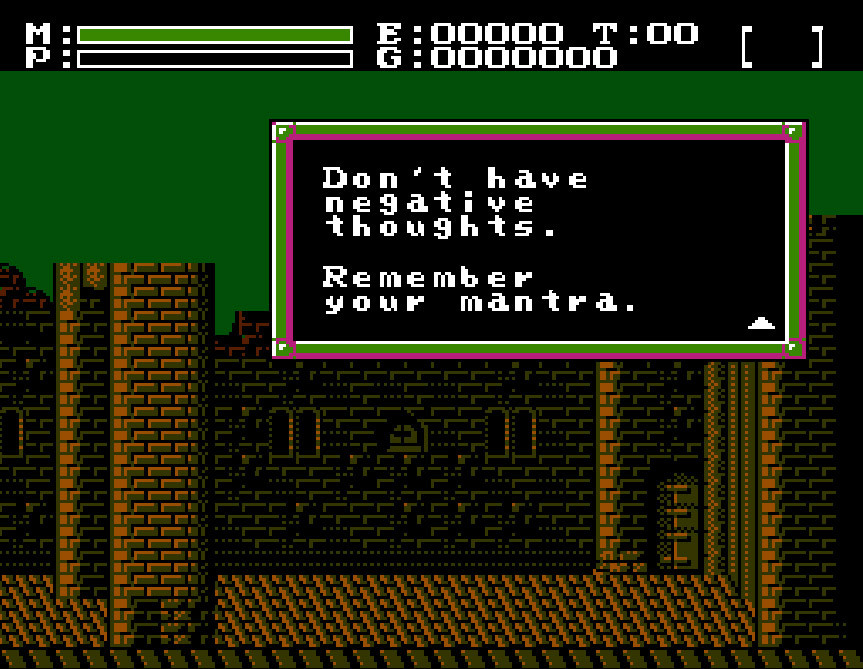 M: E:00000 T:00 [ ]
P: G:0000000
Don't have
negative
thoughts.
Remember
your mantra.